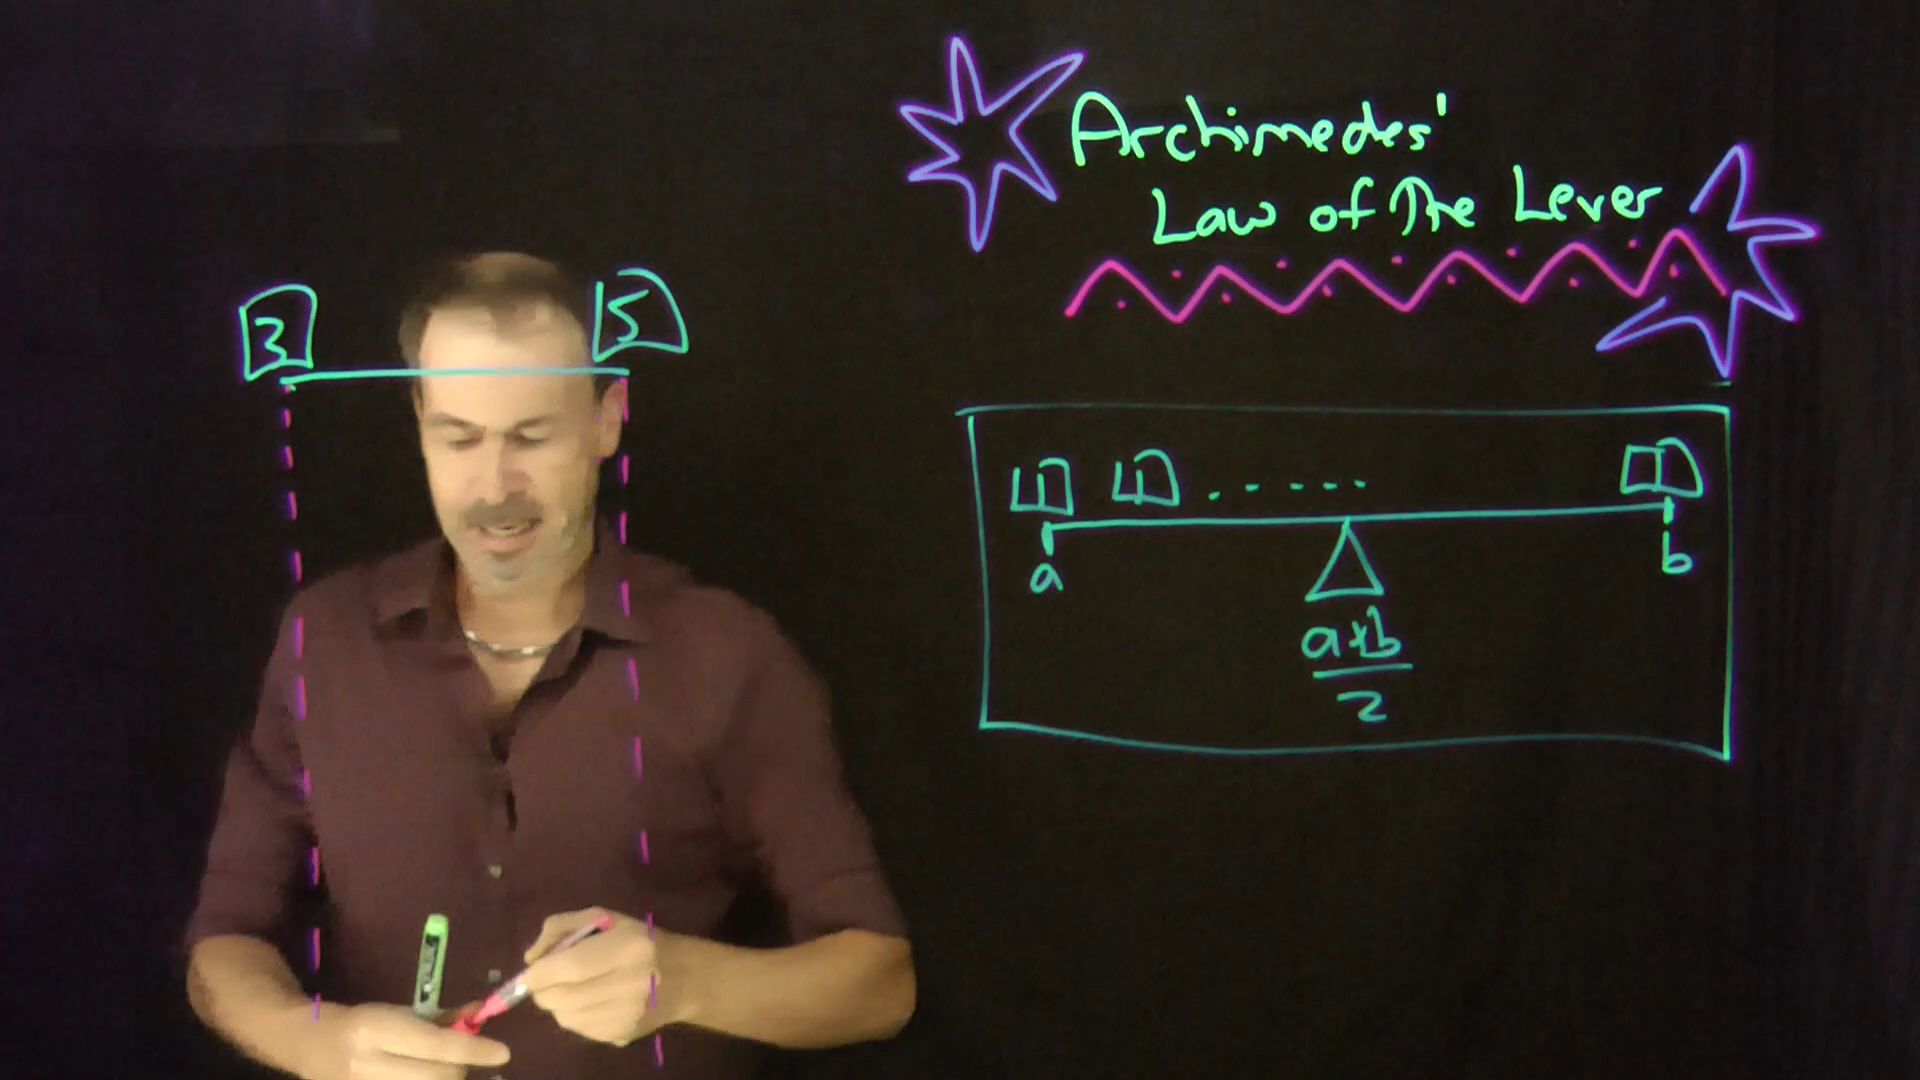 Archimedes'
Law of The Lever
3 5
1 1 ...... 1
a b
a+b
2